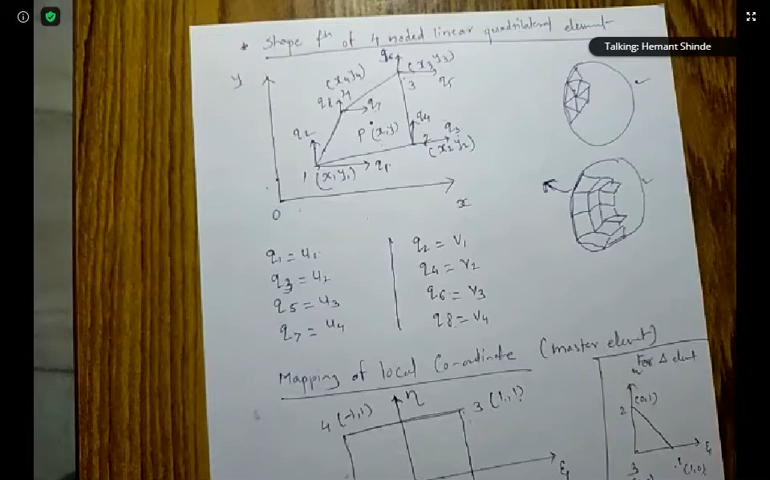 * Shape fn of 4 noded linear quadrilateral element
Talking: Hemant Shinde
y
(x4 y4)
q8
4
q7
q6
(x3 y3)
3
q5
q2
P (x, y)
q4
q3
2
(x2 y2)
1
(x1 y1)
q1
0
x
q1 = u1
q3 = u2
q5 = u3
q7 = u4
q2 = v1
q4 = v2
q6 = v3
q8 = v4
Mapping of local Co-ordinate (master elemt)
4 (-1,1)
η
3 (1,1)
ξ
For Δ elemt
2
(0,1)
3
1
(1,0)
ξ